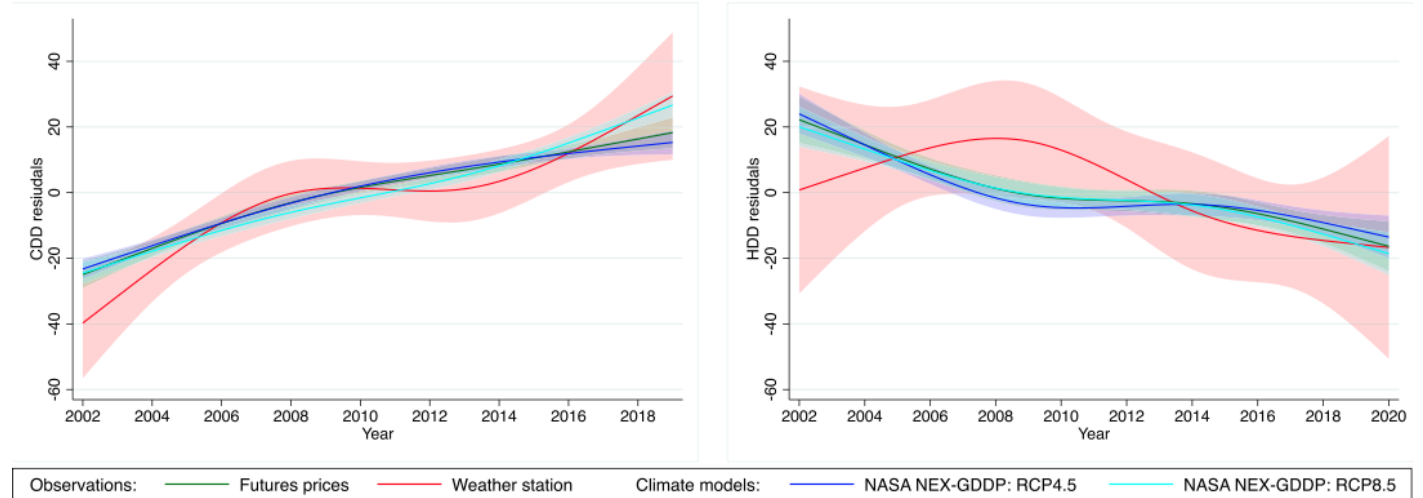 40
20
0
-20
-40
-60
CDD resiudals
2002 2004 2006 2008 2010 2012 2014 2016 2018
Year
40
20
0
-20
-40
-60
HDD resiudals
2002 2004 2006 2008 2010 2012 2014 2016 2018 2020
Year
Observations: Futures prices Weather station Climate models: NASA NEX-GDDP: RCP4.5 NASA NEX-GDDP: RCP8.5